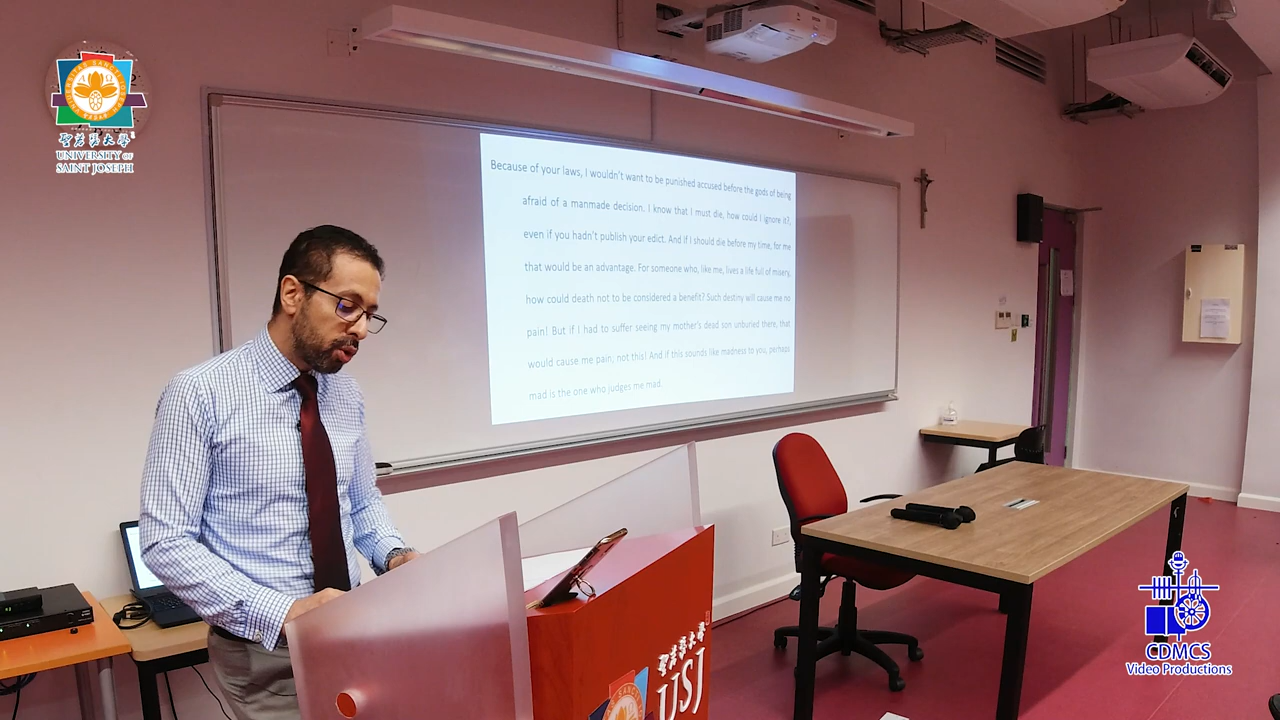 聖若瑟大學
UNIVERSITY OF
SAINT JOSEPH
Because of your laws, I wouldn't want to be punished accused before the gods of being
afraid of a manmade decision. I know that I must die, how could I ignore it?,
even if you hadn't publish your edict. And if I should die before my time, for me
that would be an advantage. For someone who, like me, lives a life full of misery,
how could death not to be considered a benefit? Such destiny will cause me no
pain! But if I had to suffer seeing my mother's dead son unburied there, that
would cause me pain, not this! And if this sounds like madness to you, perhaps
mad is the one who judges me mad.
聖若瑟大學
USJ
CDMCS
Video Productions